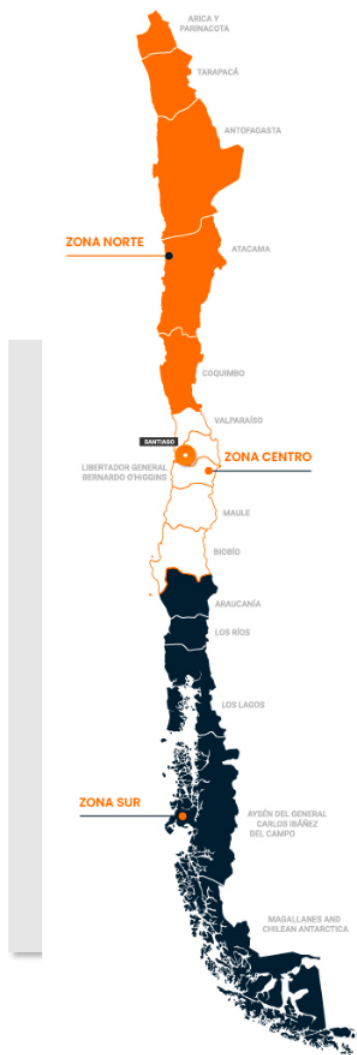 ARICA Y
PARINACOTA
TARAPACÁ
ANTOFAGASTA
ZONA NORTE
ATACAMA
COQUIMBO
VALPARAÍSO
SANTIAGO
ZONA CENTRO
LIBERTADOR GENERAL
BERNARDO O'HIGGINS
MAULE
BIOBÍO
ARAUCANÍA
LOS RÍOS
LOS LAGOS
ZONA SUR
AYSÉN DEL GENERAL
CARLOS IBÁÑEZ
DEL CAMPO
MAGALLANES AND
CHILEAN ANTARCTICA